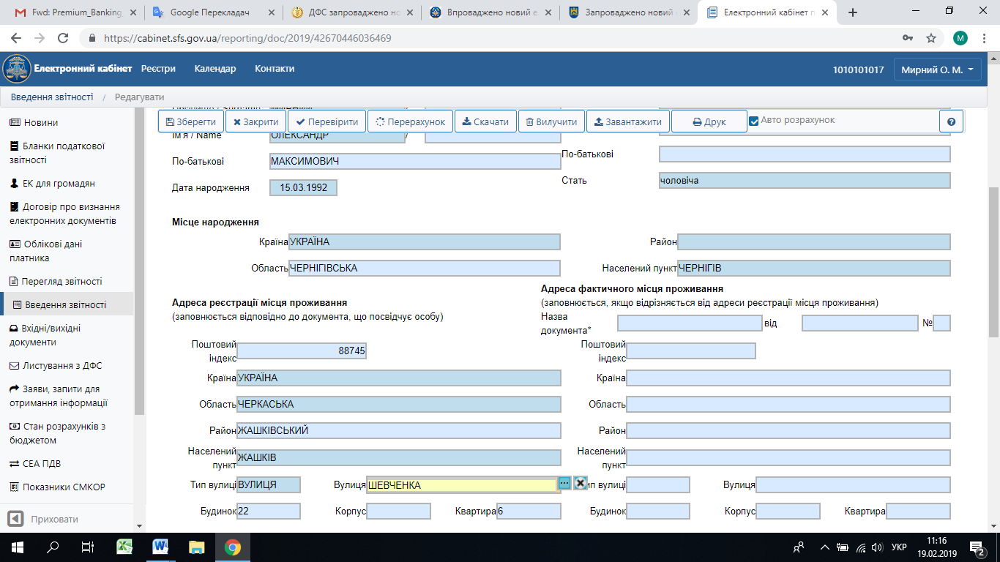 Fwd: Premium_Banking
Google Перекладач
ДФС запроваджено но
Впроваджено новий е
Запроваджено новий
Електронний кабінет п
https://cabinet.sfs.gov.ua/reporting/doc/2019/42670446036469
M
Електронний кабінет Реєстри Календар Контакти 1010101017 Мирний О. М.
Введення звітності / Редагувати
Новини
Бланки податкової
звітності
ЕК для громадян
Договір про визнання
електронних документів
Облікові дані
платника
Перегляд звітності
Введення звітності
Вхідні/вихідні
документи
Листування з ДФС
Заяви, запити для
отримання інформації
Стан розрахунків з
бюджетом
СЕА ПДВ
Показники СМКОР
Приховати
Зберегти Закрити Перевірити Перерахунок Скачати Вилучити Завантажити Друк Авто розрахунок ?
Ім'я / Name ОЛЕКСАНДР /
По-батькові МАКСИМОВИЧ По-батькові
Дата народження 15.03.1992 Стать чоловіча
Місце народження
Країна УКРАЇНА Район
Область ЧЕРНІГІВСЬКА Населений пункт ЧЕРНІГІВ
Адреса реєстрації місця проживання
(заповнюється відповідно до документа, що посвідчує особу)
Адреса фактичного місця проживання
(заповнюється, якщо відрізняється від адреси реєстрації місця проживання)
Назва
документа* від №
Поштовий
індекс 88745
Країна УКРАЇНА
Область ЧЕРКАСЬКА
Район ЖАШКІВСЬКИЙ
Населений
пункт ЖАШКІВ
Тип вулиці ВУЛИЦЯ Вулиця ШЕВЧЕНКА
Будинок 22 Корпус Квартира 6
Поштовий
індекс
Країна
Область
Район
Населений
пункт
ип вулиці Вулиця
Будинок Корпус Квартира
УКР
11:16
19.02.2019
2